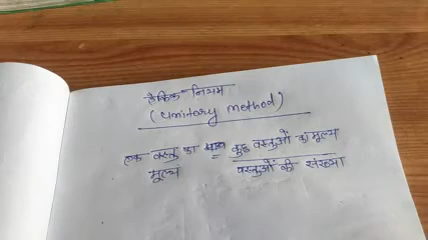 ऐकिक नियम
(unitary method)
एक वस्तु का = कुछ वस्तुओं का मूल्य
मूल्य वस्तुओं की संख्या